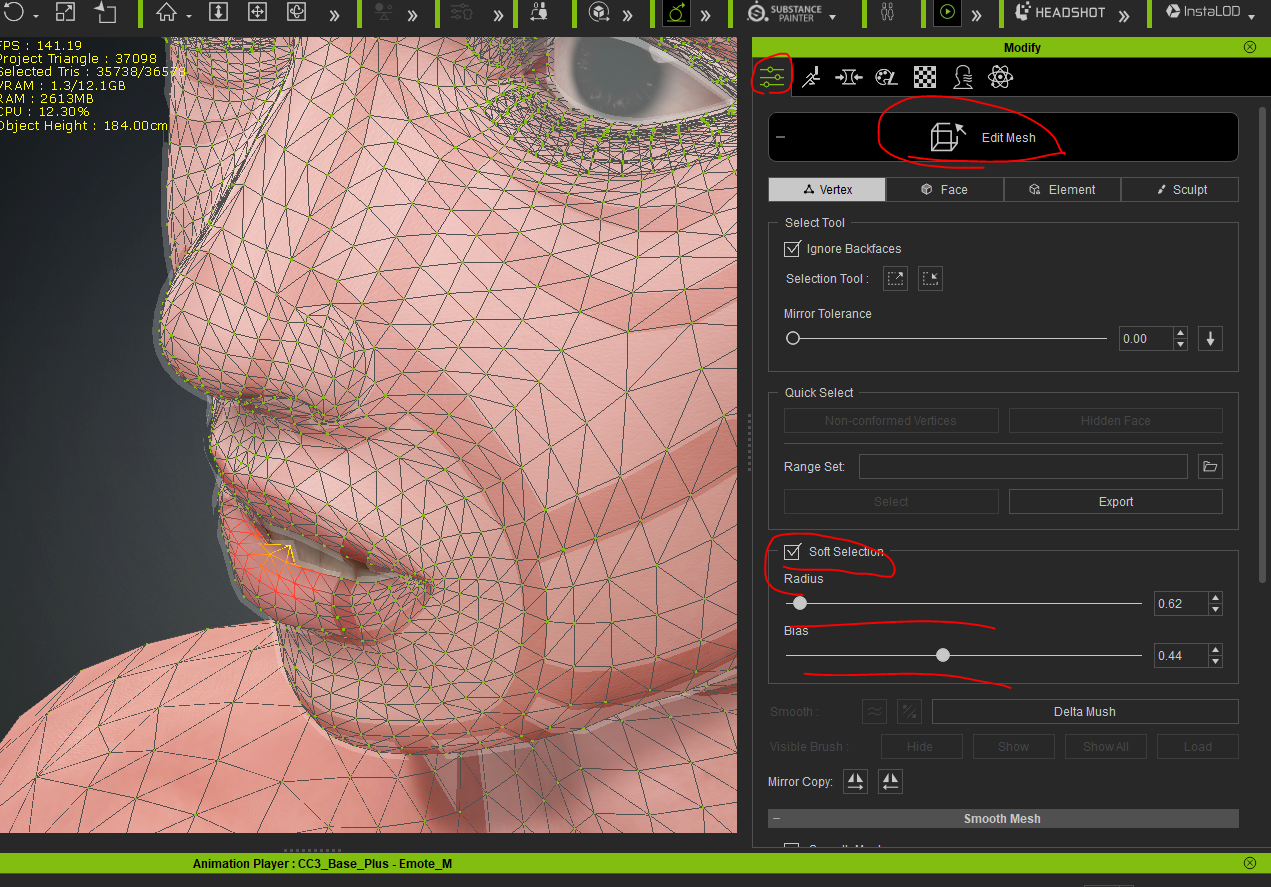 SUBSTANCE
PAINTER
HEADSHOT
InstaLOD
FPS : 141.19
Project Triangle : 37098
Selected Tris : 35738/365
VRAM : 1.3/12.1GB
RAM : 2613MB
CPU : 12.30%
Object Height : 184.00cm
Modify
Edit Mesh
Vertex
Face
Element
Sculpt
Select Tool
Ignore Backfaces
Selection Tool :
Mirror Tolerance
0.00
Quick Select
Non-conformed Vertices
Hidden Face
Range Set:
Select
Export
Soft Selection
Radius
0.62
Bias
0.44
Smooth :
Delta Mush
Visible Brush :
Hide
Show
Show All
Load
Mirror Copy:
Smooth Mesh
Animation Player : CC3_Base_Plus - Emote_M